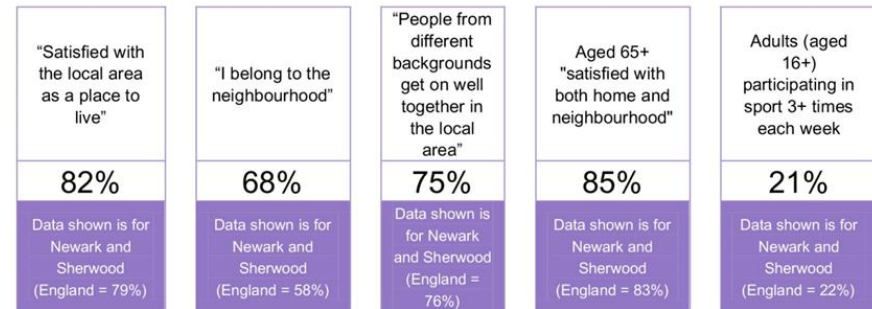 “Satisfied with
the local area
as a place to
live”
82%
Data shown is for
Newark and
Sherwood
(England = 79%)
“I belong to the
neighbourhood”
68%
Data shown is for
Newark and
Sherwood
(England = 58%)
“People from
different
backgrounds
get on well
together in
the local
area”
75%
Data shown is
for Newark
and Sherwood
(England =
76%)
Aged 65+
"satisfied with
both home and
neighbourhood"
85%
Data shown is for
Newark and
Sherwood
(England = 83%)
Adults (aged
16+)
participating in
sport 3+ times
each week
21%
Data shown is for
Newark and
Sherwood
(England = 22%)